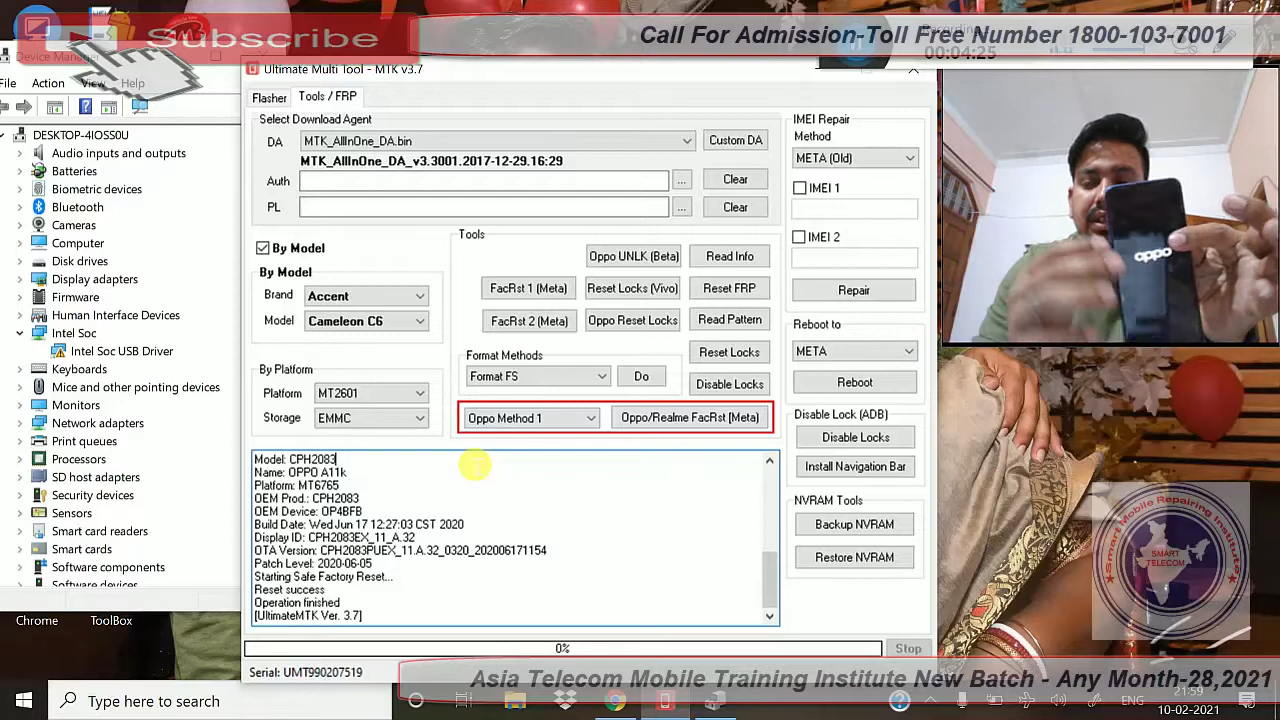 Subscribe
Call For Admission-Toll Free Number 1800-103-7001
00:04:25
Device Manager
File
Action
View
Help
DESKTOP-4IOSS0U
Audio inputs and outputs
Batteries
Biometric devices
Bluetooth
Cameras
Computer
Disk drives
Display adapters
Firmware
Human Interface Devices
Intel Soc
Intel Soc USB Driver
Keyboards
Mice and other pointing devices
Monitors
Network adapters
Print queues
Processors
SD host adapters
Security devices
Sensors
Smart card readers
Smart cards
Software components
Software devices
Chrome
ToolBox
Ultimate Multi Tool - MTK v3.7
Flasher
Tools / FRP
Select Download Agent
DA
MTK_AllInOne_DA.bin
Custom DA
MTK_AllInOne_DA_v3.3001.2017-12-29.16:29
Auth
...
Clear
PL
...
Clear
By Model
By Model
Brand
Accent
Model
Cameleon C6
By Platform
Platform
MT2601
Storage
EMMC
Tools
Oppo UNLK (Beta)
Read Info
FacRst 1 (Meta)
Reset Locks (Vivo)
Reset FRP
FacRst 2 (Meta)
Oppo Reset Locks
Read Pattern
Reset Locks
Format Methods
Format FS
Do
Disable Locks
Oppo Method 1
Oppo/Realme FacRst [Meta]
IMEI Repair
Method
META (Old)
IMEI 1
IMEI 2
Repair
Reboot to
META
Reboot
Disable Lock (ADB)
Disable Locks
Install Navigation Bar
NVRAM Tools
Backup NVRAM
Restore NVRAM
Model: CPH2083
Name: OPPO A11k
Platform: MT6765
OEM Prod.: CPH2083
OEM Device: OP4BFB
Build Date: Wed Jun 17 12:27:03 CST 2020
Display ID: CPH2083EX_11_A.32
OTA Version: CPH2083PUEX_11.A.32_0320_202006171154
Patch Level: 2020-06-05
Starting Safe Factory Reset...
Reset success
Operation finished
[UltimateMTK Ver. 3.7]
0%
Stop
Serial: UMT990207519
oppo
Smart Mobile Repairing Institute
SMART
TELECOM
Asia Telecom Mobile Training Institute New Batch - Any Month-28,2021
Type here to search
ENG
21:59
10-02-2021